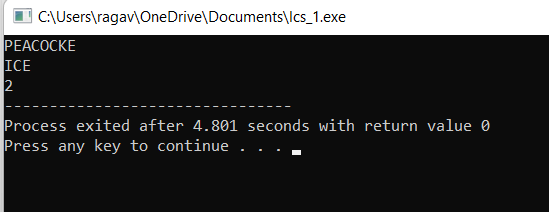 C:\Users\ragav\OneDrive\Documents\lcs_1.exe
PEACOCKE
ICE
2
--------------------------------
Process exited after 4.801 seconds with return value 0
Press any key to continue . . .